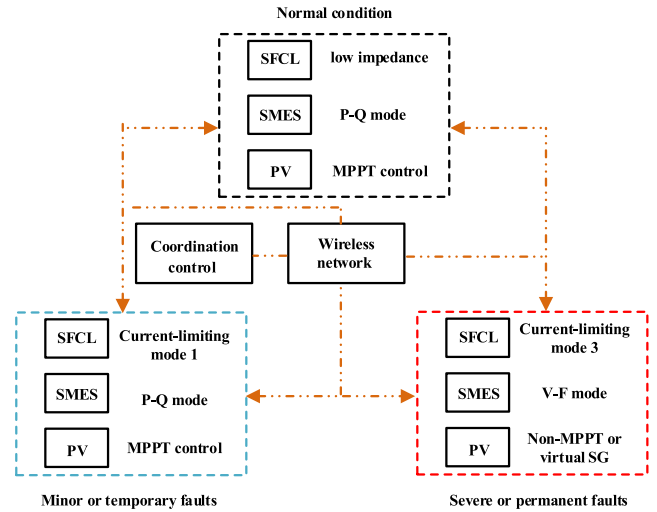 Normal condition
SFCL low impedance
SMES P-Q mode
PV MPPT control
Coordination
control
Wireless
network
SFCL Current-limiting
mode 1
SMES P-Q mode
PV MPPT control
Minor or temporary faults
SFCL Current-limiting
mode 3
SMES V-F mode
PV Non-MPPT or
virtual SG
Severe or permanent faults